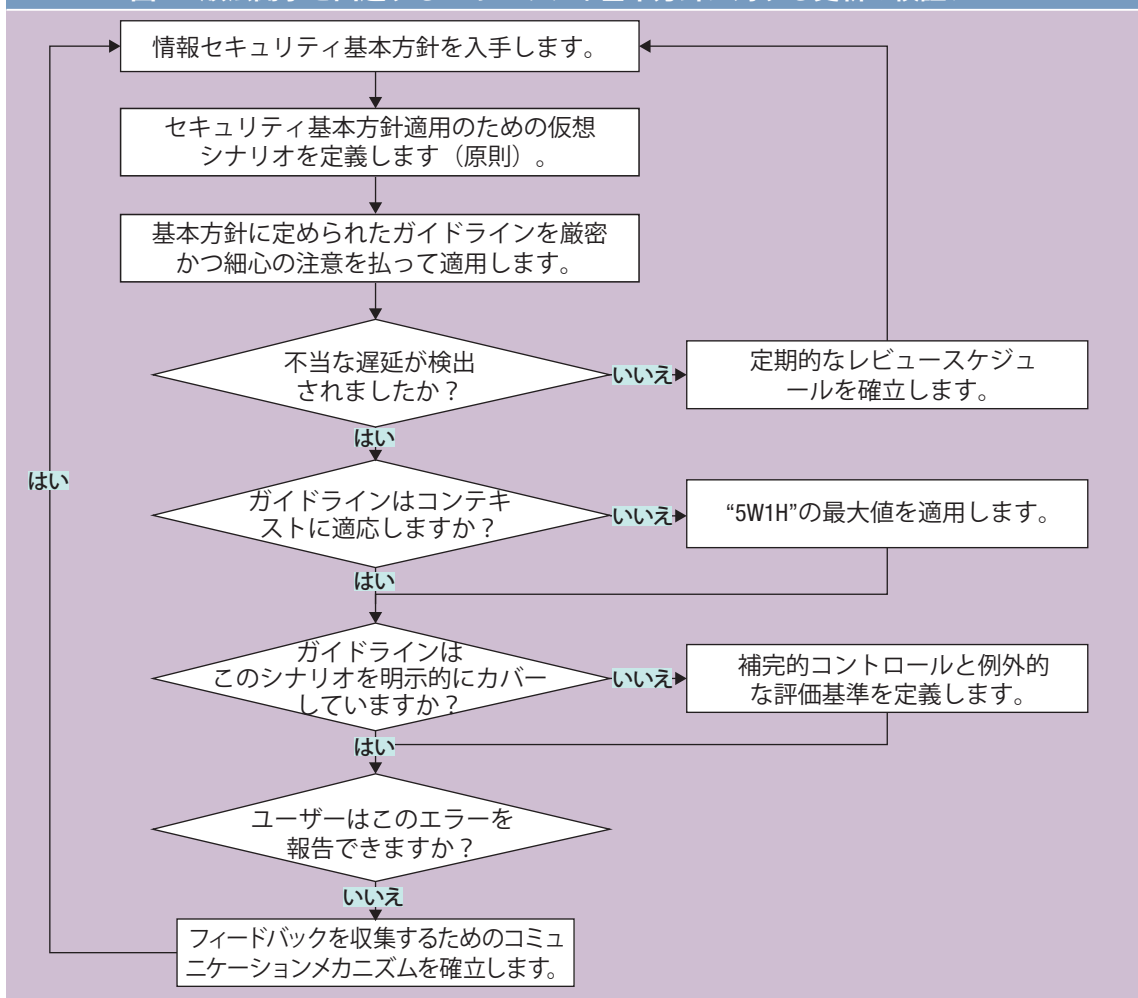 情報セキュリティ基本方針を入手します。
セキュリティ基本方針適用のための仮想
シナリオを定義します（原則）。
基本方針に定められたガイドラインを厳密
かつ細心の注意を払って適用します。
不当な遅延が検出
されましたか？
いいえ
定期的なレビュースケジュ
ールを確立します。
はい
はい
ガイドラインはコンテキ
ストに適応しますか？
いいえ
“5W1H”の最大値を適用します。
はい
ガイドラインは
このシナリオを明示的にカバー
していますか？
いいえ
補完的コントロールと例外的
な評価基準を定義します。
はい
ユーザーはこのエラーを
報告できますか？
いいえ
フィードバックを収集するためのコミュ
ニケーションメカニズムを確立します。